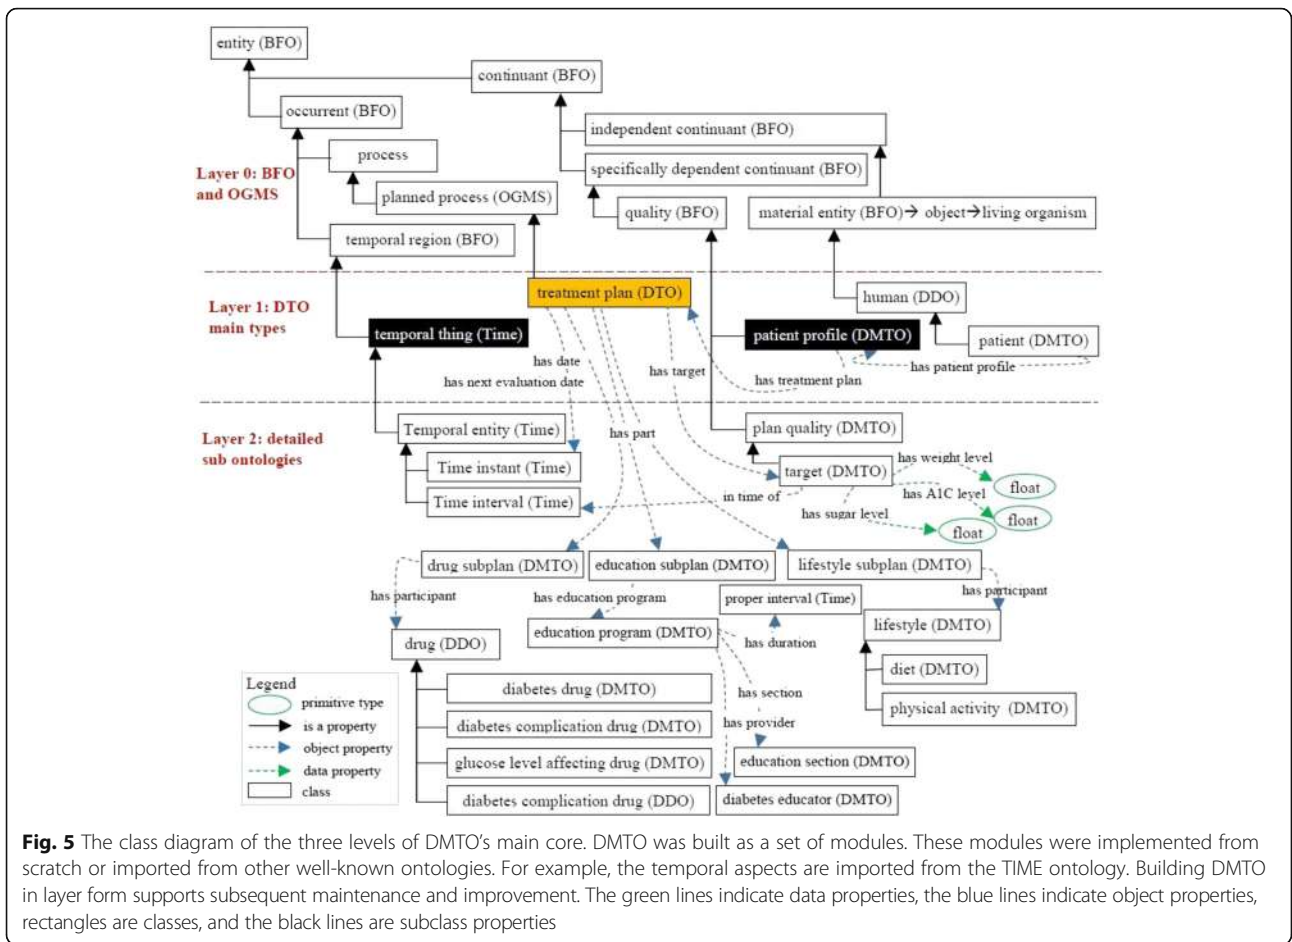 entity (BFO)
continuant (BFO)
occurrent (BFO)
independent continuant (BFO)
process
specifically dependent continuant (BFO)
Layer 0: BFO
and OGMS
planned process (OGMS)
quality (BFO)
material entity (BFO)→ object→living organism
temporal region (BFO)
Layer 1: DTO
main types
treatment plan (DTO)
human (DDO)
temporal thing (Time)
patient profile (DMTO)
patient (DMTO)
has date
has next evaluation date
has target
has treatment plan
has patient profile
Layer 2: detailed
sub ontologies
Temporal entity (Time)
has part
plan quality (DMTO)
Time instant (Time)
target (DMTO)
has weight level
float
Time interval (Time)
in time of
has A1C level
float
has sugar level
float
drug subplan (DMTO)
education subplan (DMTO)
lifestyle subplan (DMTO)
has participant
has education program
proper interval (Time)
has participant
drug (DDO)
education program (DMTO)
has duration
lifestyle (DMTO)
diet (DMTO)
physical activity (DMTO)
diabetes drug (DMTO)
has section
diabetes complication drug (DMTO)
has provider
glucose level affecting drug (DMTO)
education section (DMTO)
diabetes complication drug (DDO)
diabetes educator (DMTO)
Legend
primitive type
is a property
object property
data property
class
Fig. 5 The class diagram of the three levels of DMTO's main core. DMTO was built as a set of modules. These modules were implemented from
scratch or imported from other well-known ontologies. For example, the temporal aspects are imported from the TIME ontology. Building DMTO
in layer form supports subsequent maintenance and improvement. The green lines indicate data properties, the blue lines indicate object properties,
rectangles are classes, and the black lines are subclass properties